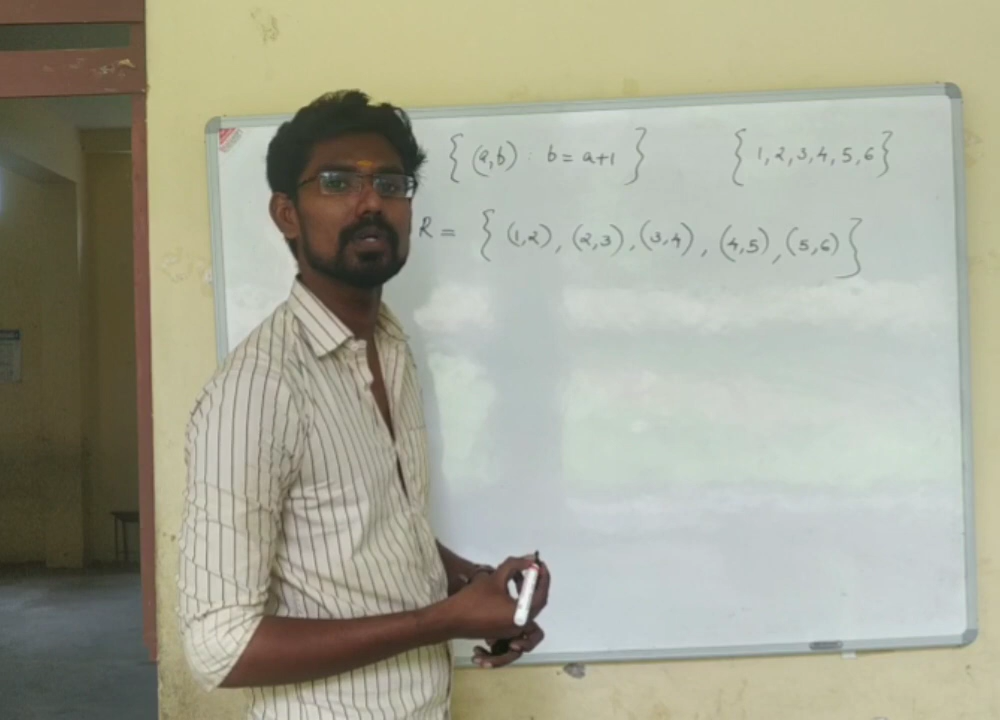 { (a,b) : b = a+1 } { 1, 2, 3, 4, 5, 6 }
R = { (1,2), (2,3), (3,4), (4,5), (5,6) }